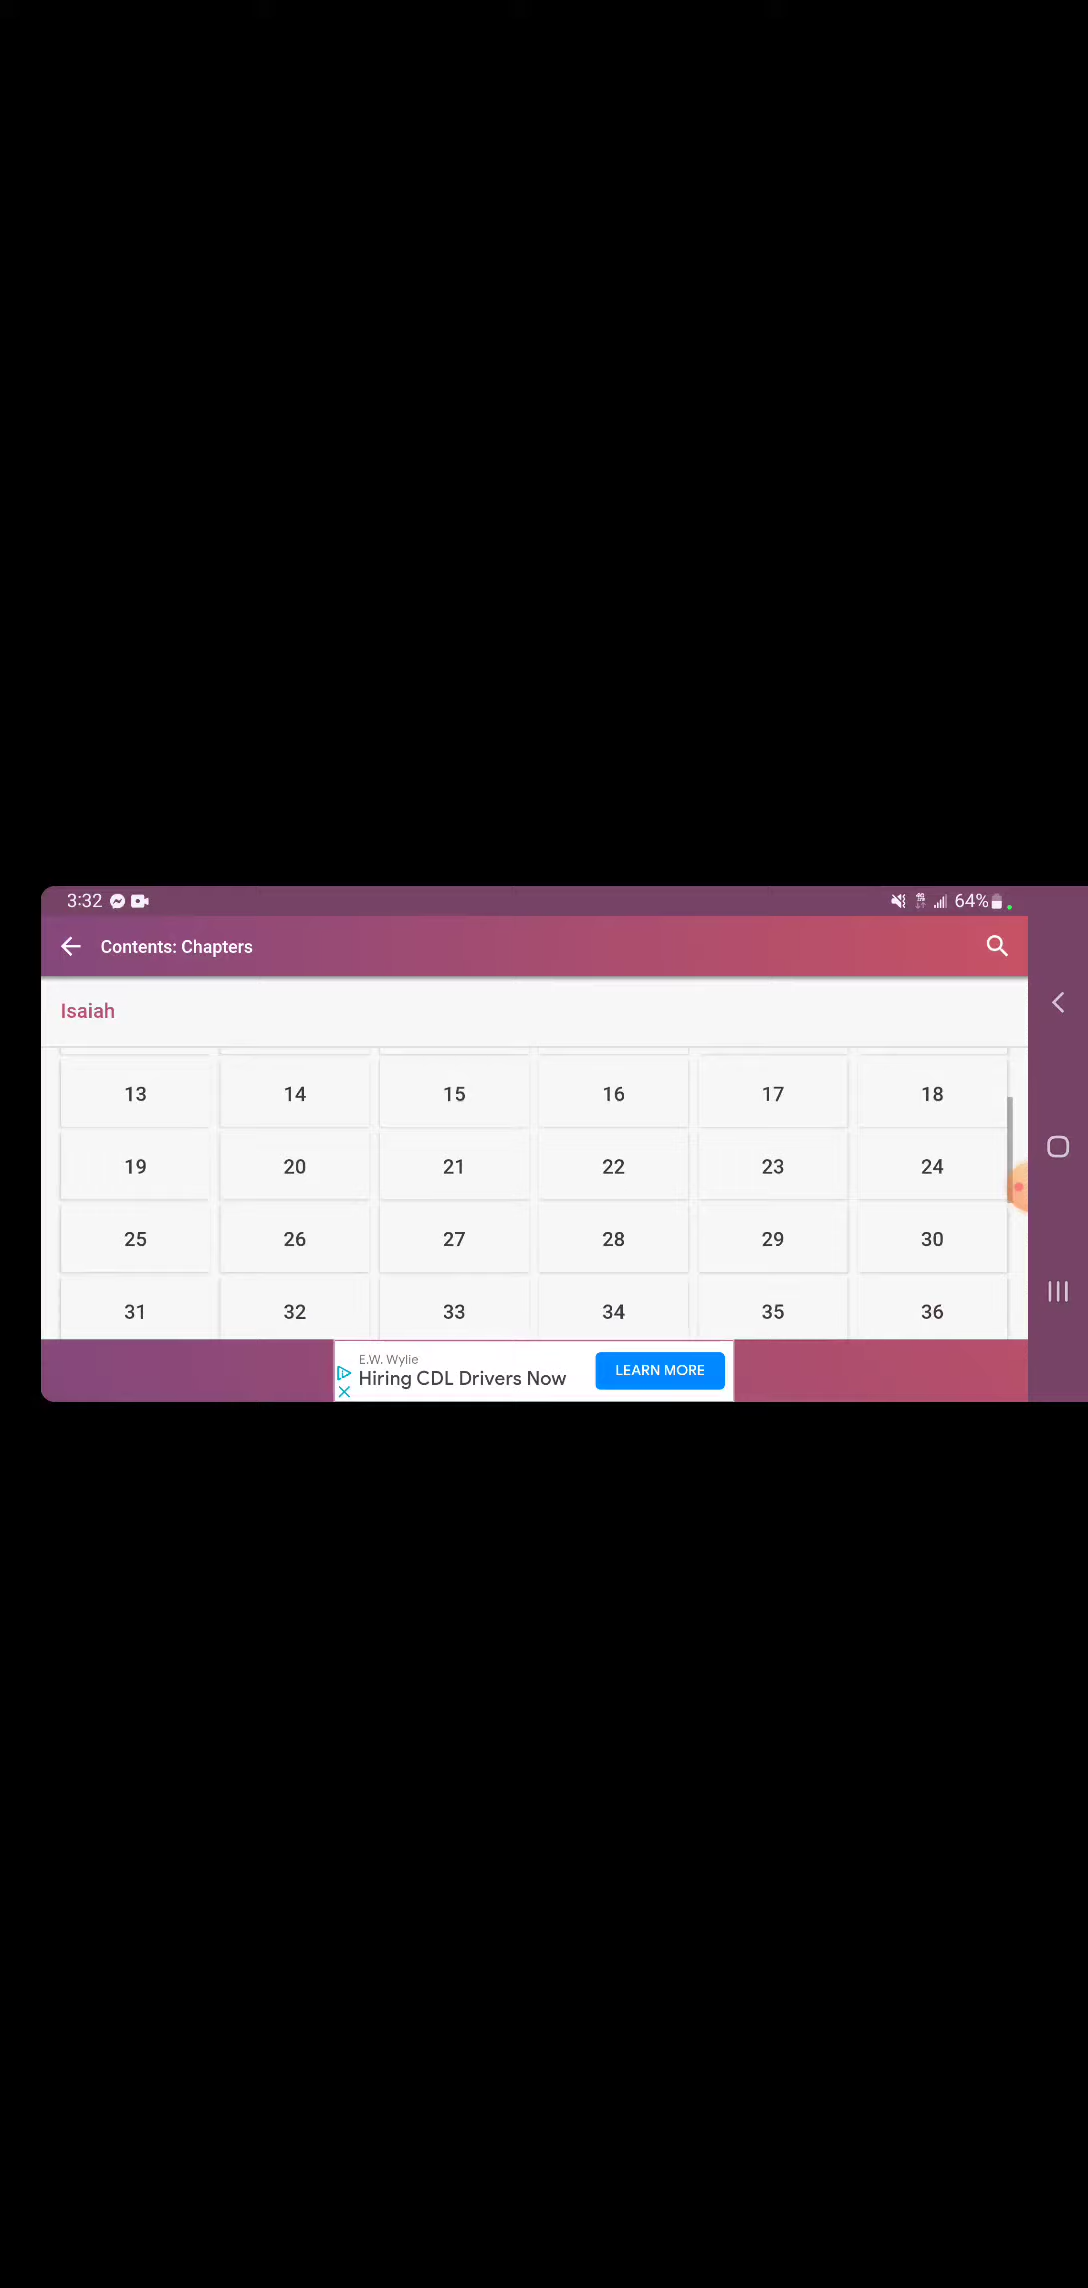 3:32 64%
Contents: Chapters
Isaiah
13 14 15 16 17 18
19 20 21 22 23 24
25 26 27 28 29 30
31 32 33 34 35 36
E.W. Wylie
Hiring CDL Drivers Now
LEARN MORE